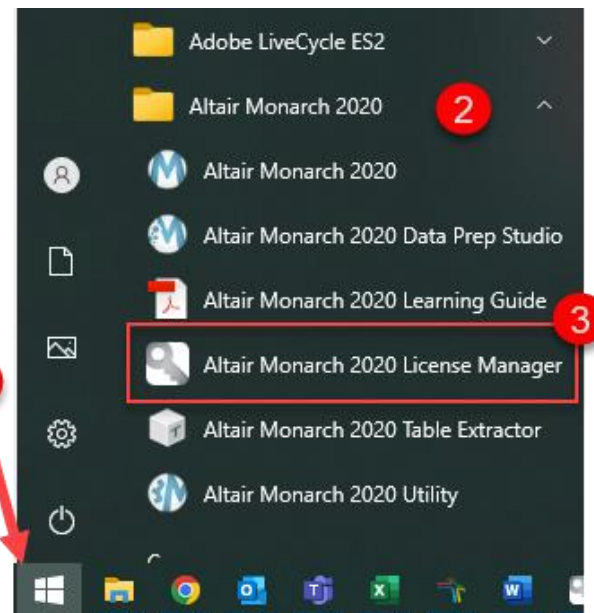 Adobe LiveCycle ES2
Altair Monarch 2020
2
Altair Monarch 2020
Altair Monarch 2020 Data Prep Studio
Altair Monarch 2020 Learning Guide
3
Altair Monarch 2020 License Manager
Altair Monarch 2020 Table Extractor
Altair Monarch 2020 Utility